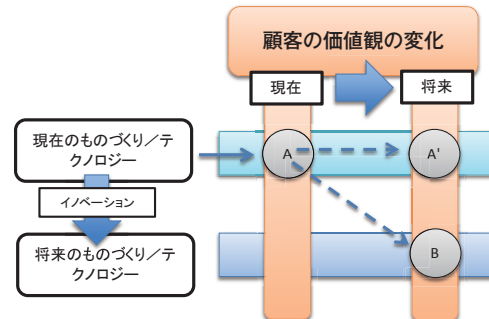 顧客の価値観の変化
現在
将来
現在のものづくり／テ
クノロジー
A
A'
イノベーション
将来のものづくり／テ
クノロジー
B